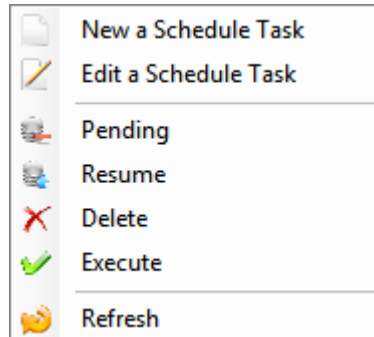 New a Schedule Task
Edit a Schedule Task
Pending
Resume
Delete
Execute
Refresh